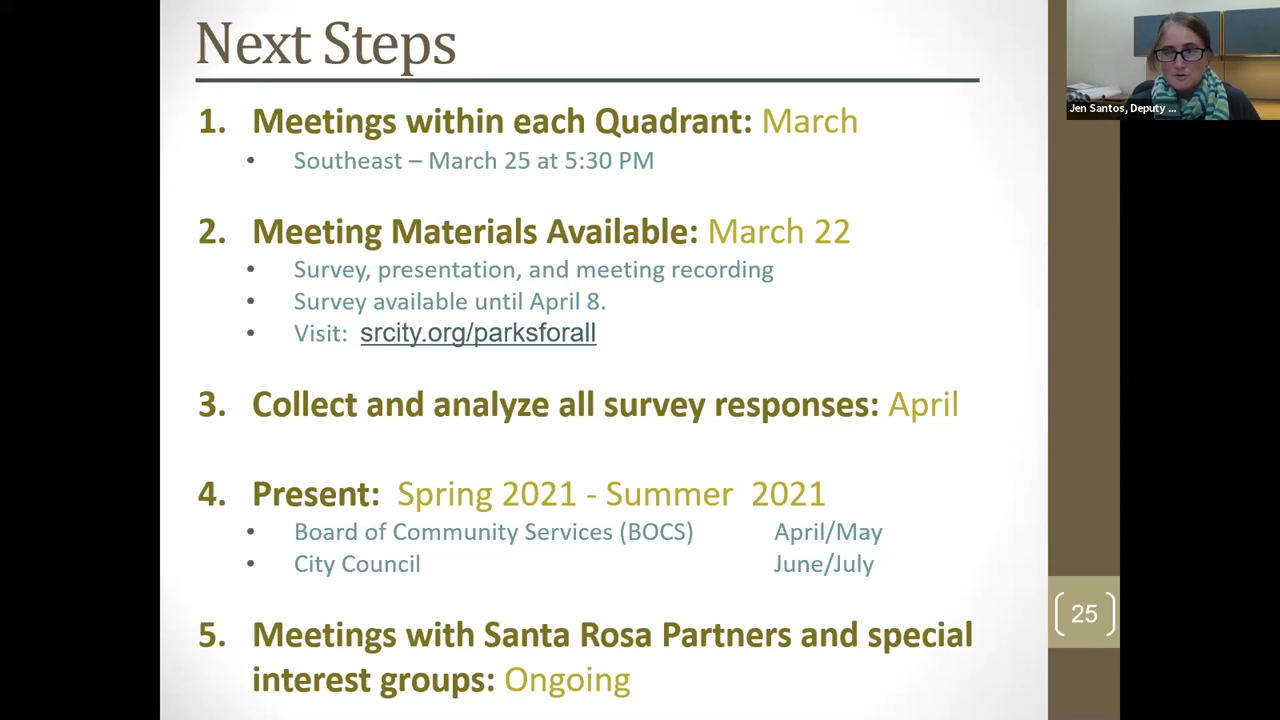 Next Steps
Jen Santos, Deputy ...
1. Meetings within each Quadrant: March
• Southeast – March 25 at 5:30 PM
2. Meeting Materials Available: March 22
• Survey, presentation, and meeting recording
• Survey available until April 8.
• Visit: srcity.org/parksforall
3. Collect and analyze all survey responses: April
4. Present: Spring 2021 - Summer 2021
• Board of Community Services (BOCS) April/May
• City Council June/July
25
5. Meetings with Santa Rosa Partners and special
interest groups: Ongoing